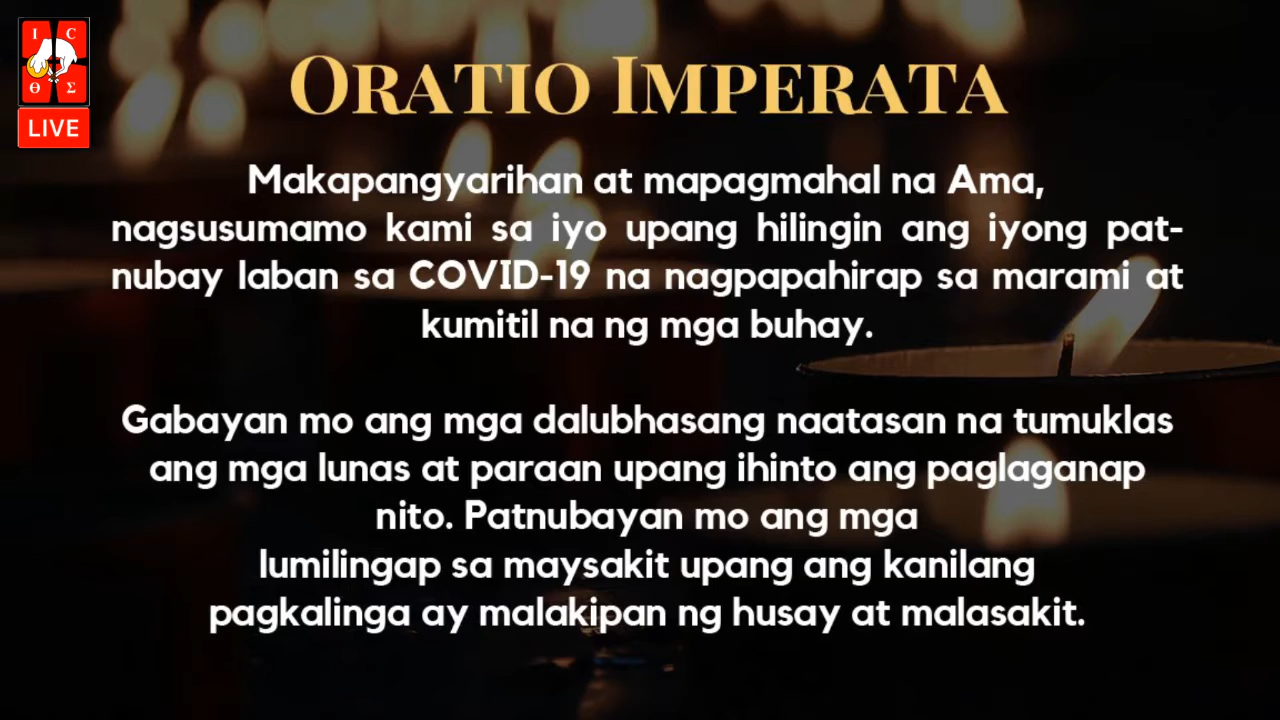 I C
Θ Σ
LIVE
ORATIO IMPERATA
Makapangyarihan at mapagmahal na Ama,
nagsusumamo kami sa iyo upang hilingin ang iyong pat-
nubay laban sa COVID-19 na nagpapahirap sa marami at
kumitil na ng mga buhay.
Gabayan mo ang mga dalubhasang naatasan na tumuklas
ang mga lunas at paraan upang ihinto ang paglaganap
nito. Patnubayan mo ang mga
lumilingap sa maysakit upang ang kanilang
pagkalinga ay malakipan ng husay at malasakit.